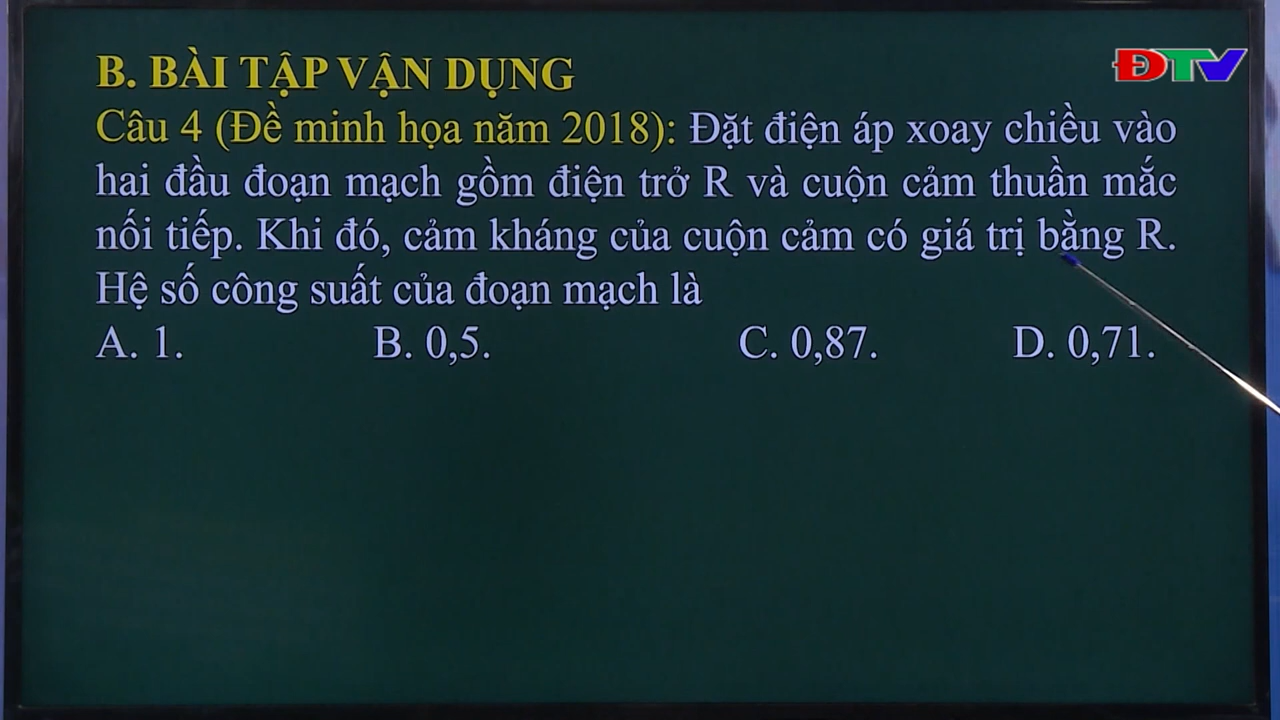 ĐTV
B. BÀI TẬP VẬN DỤNG
Câu 4 (Đề minh họa năm 2018): Đặt điện áp xoay chiều vào
hai đầu đoạn mạch gồm điện trở R và cuộn cảm thuần mắc
nối tiếp. Khi đó, cảm kháng của cuộn cảm có giá trị bằng R.
Hệ số công suất của đoạn mạch là
A. 1. B. 0,5. C. 0,87. D. 0,71.